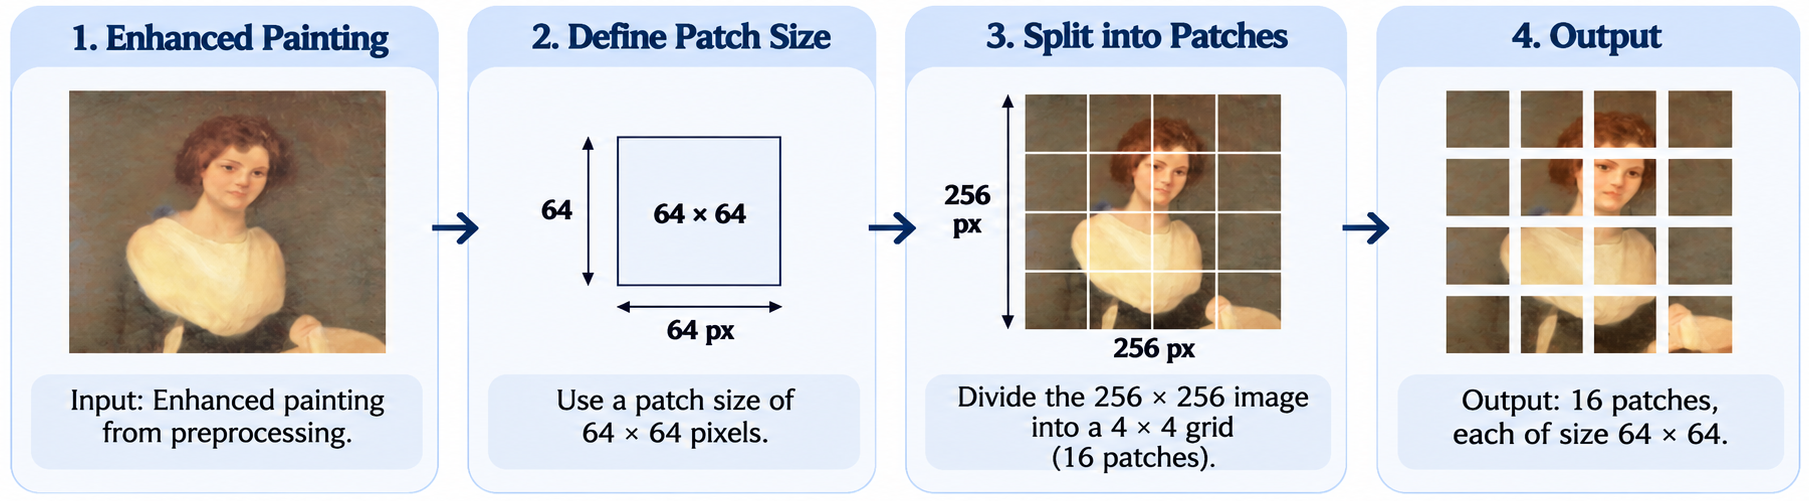 1. Enhanced Painting
Input: Enhanced painting
from preprocessing.
2. Define Patch Size
64
64 × 64
64 px
Use a patch size of
64 × 64 pixels.
3. Split into Patches
256
px
256 px
Divide the 256 × 256 image
into a 4 × 4 grid
(16 patches).
4. Output
Output: 16 patches,
each of size 64 × 64.